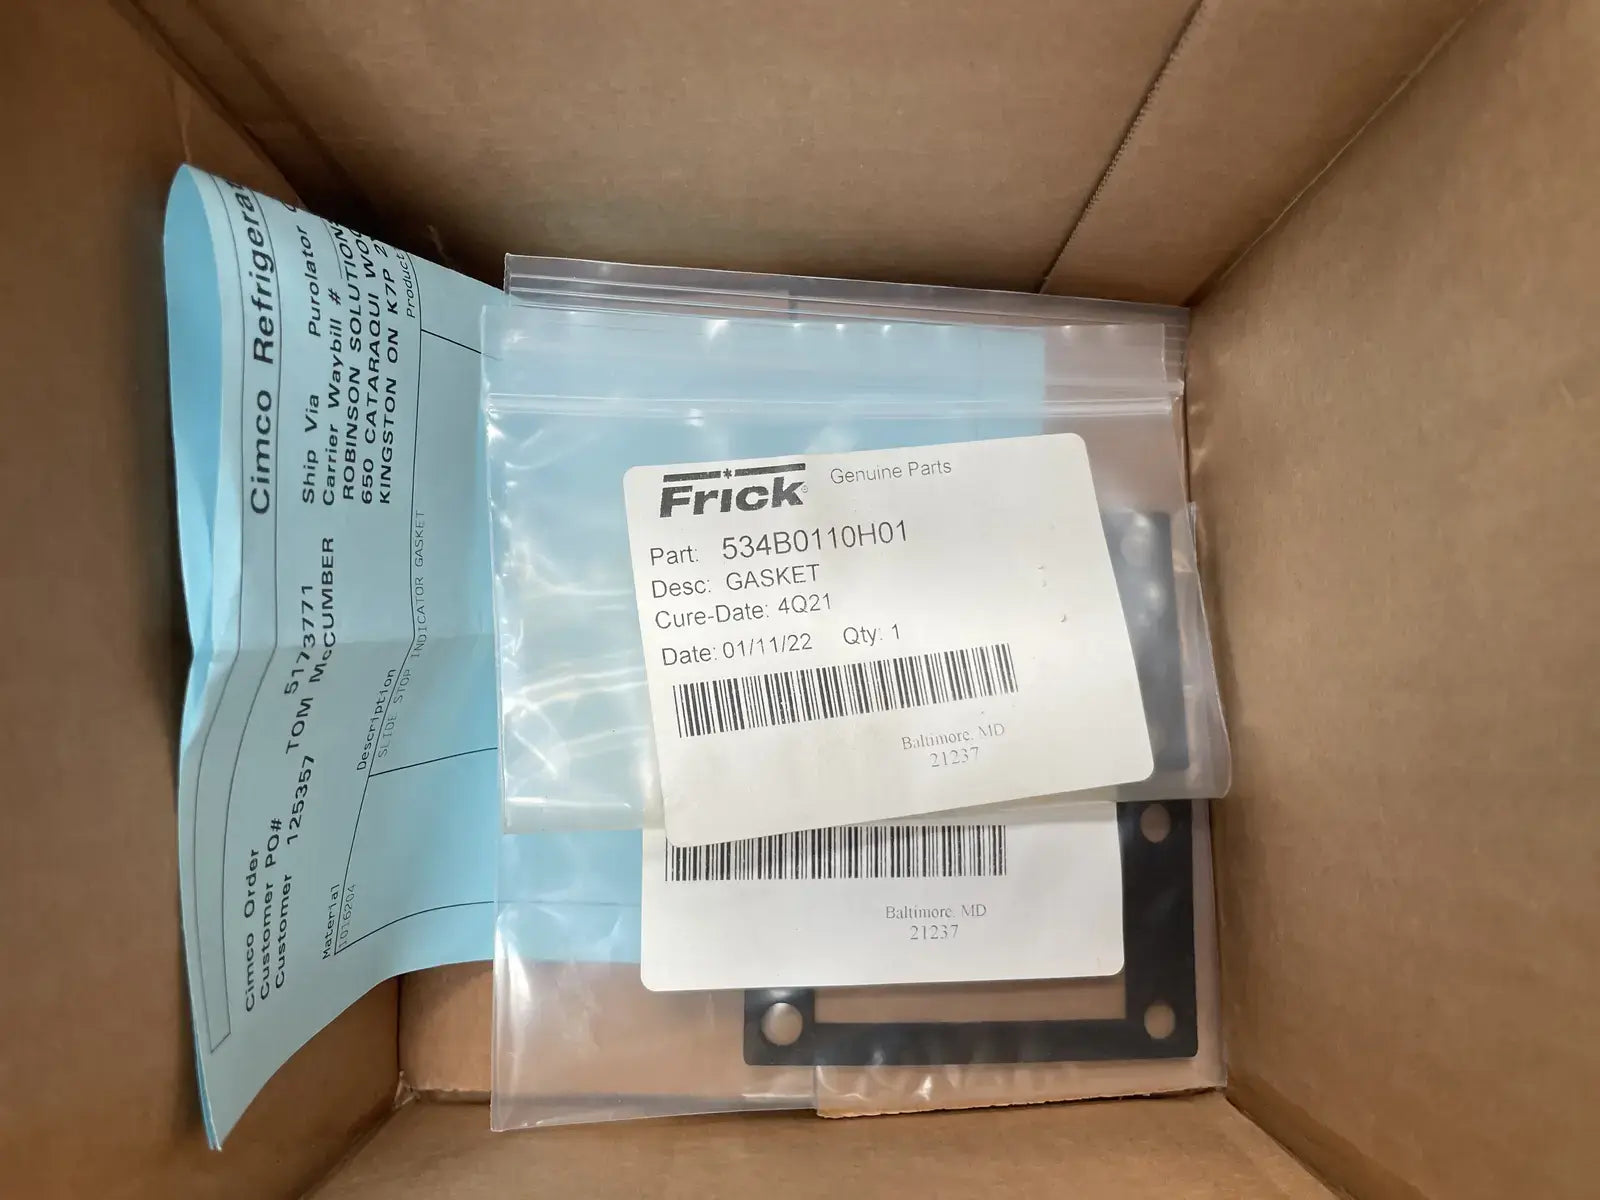 Cimco Refrigerat
Ship Via Purolator
Carrier Waybill #
ROBINSON SOLUTION
650 CATARAQUI WO
KINGSTON ON K7P 2
Product
Cimco Order
Customer PO# 125357 TOM 5173771
Customer McCUMBER
Material Description
1016204 SLIDE STOP INDICATOR GASKET
Frick® Genuine Parts
Part: 534B0110H01
Desc: GASKET
Cure-Date: 4Q21
Date: 01/11/22 Qty: 1
Baltimore, MD
21237
Baltimore, MD
21237